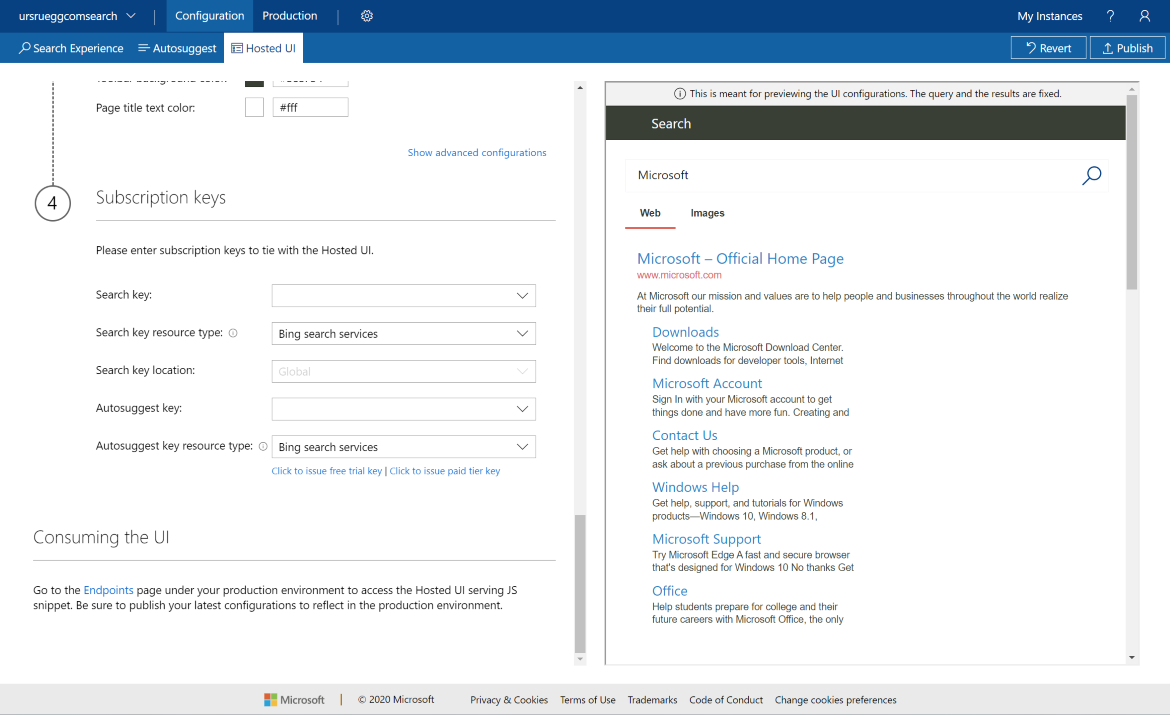 ursrueggcomsearch
Configuration
Production
My Instances
?
Search Experience
Autosuggest
Hosted UI
Revert
Publish
Page title text color:
#fff
Show advanced configurations
4
Subscription keys
Please enter subscription keys to tie with the Hosted UI.
Search key:
Search key resource type:
Bing search services
Search key location:
Global
Autosuggest key:
Autosuggest key resource type:
Bing search services
Click to issue free trial key | Click to issue paid tier key
Consuming the UI
Go to the Endpoints page under your production environment to access the Hosted UI serving JS
snippet. Be sure to publish your latest configurations to reflect in the production environment.
This is meant for previewing the UI configurations. The query and the results are fixed.
Search
Microsoft
Web
Images
Microsoft – Official Home Page
www.microsoft.com
At Microsoft our mission and values are to help people and businesses throughout the world realize
their full potential.
Downloads
Welcome to the Microsoft Download Center.
Find downloads for developer tools, Internet
Microsoft Account
Sign In with your Microsoft account to get
things done and have more fun. Creating and
Contact Us
Get help with choosing a Microsoft product, or
ask about a previous purchase from the online
Windows Help
Get help, support, and tutorials for Windows
products—Windows 10, Windows 8.1,
Microsoft Support
Try Microsoft Edge A fast and secure browser
that's designed for Windows 10 No thanks Get
Office
Help students prepare for college and their
future careers with Microsoft Office, the only
Microsoft | © 2020 Microsoft Privacy & Cookies Terms of Use Trademarks Code of Conduct Change cookies preferences